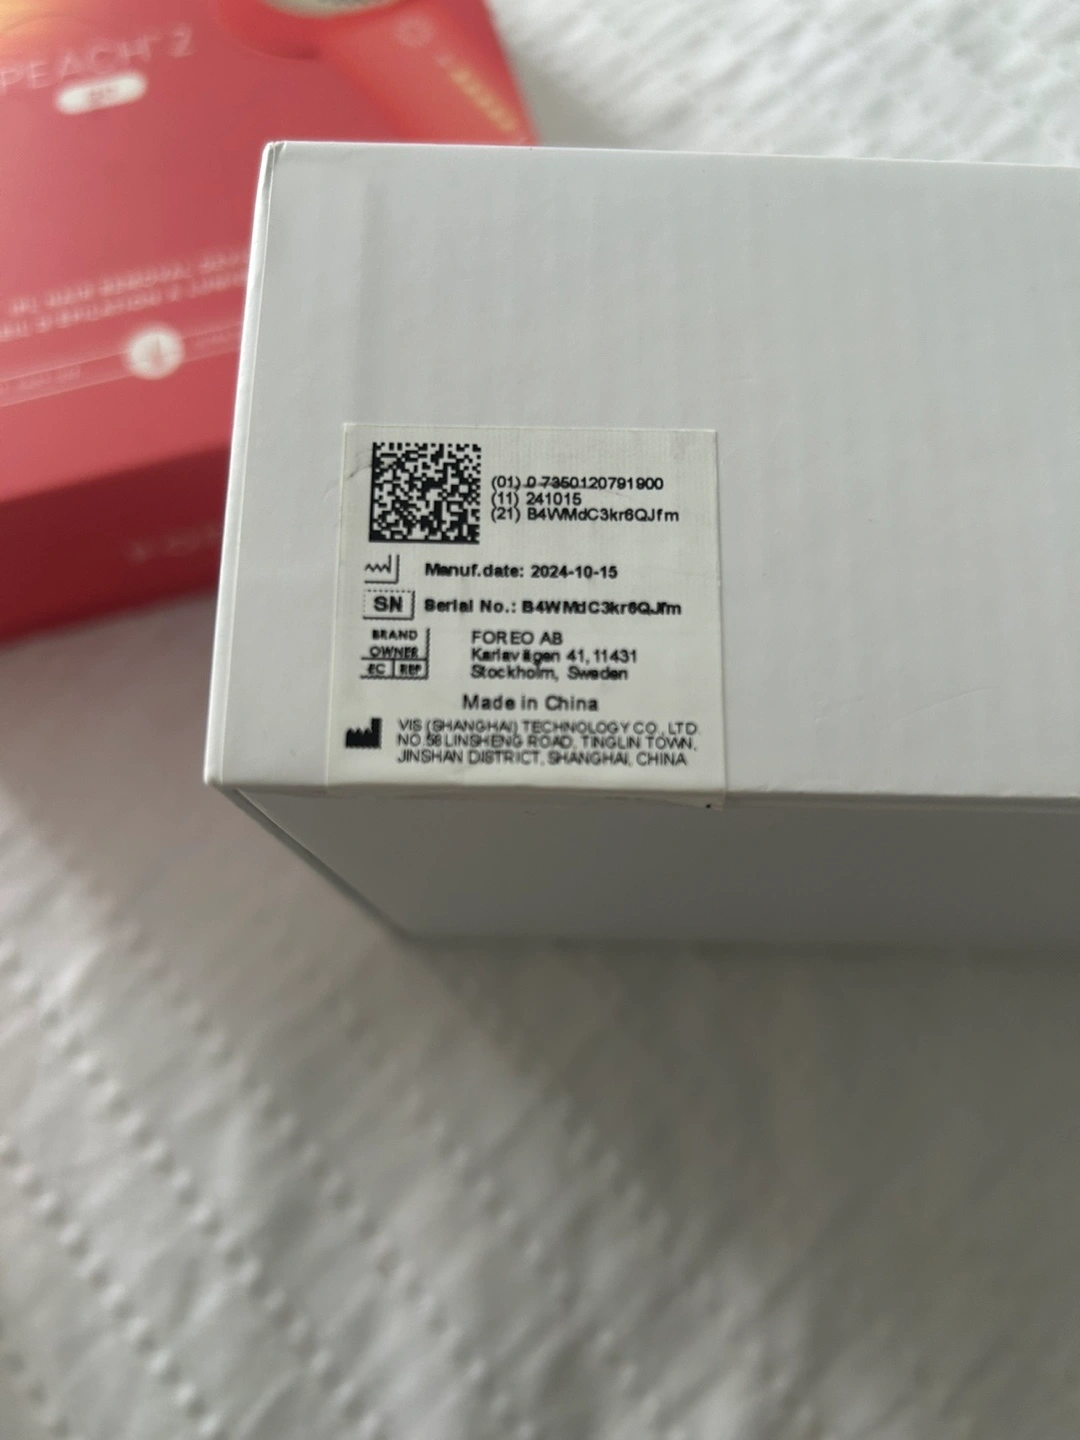 PEACH 2
(01) 0 7350120791900
(11) 241015
(21) B4WMdC3kr6QJfm
Manuf.date: 2024-10-15
SN Serial No.: B4WMdC3kr6QJfm
BRAND OWNER
EC REP
FOREO AB
Karlavägen 41, 11431
Stockholm, Sweden
Made in China
VIS (SHANGHAI) TECHNOLOGY CO., LTD.
NO.58 LINSHENG ROAD, TINGLIN TOWN,
JINSHAN DISTRICT, SHANGHAI, CHINA